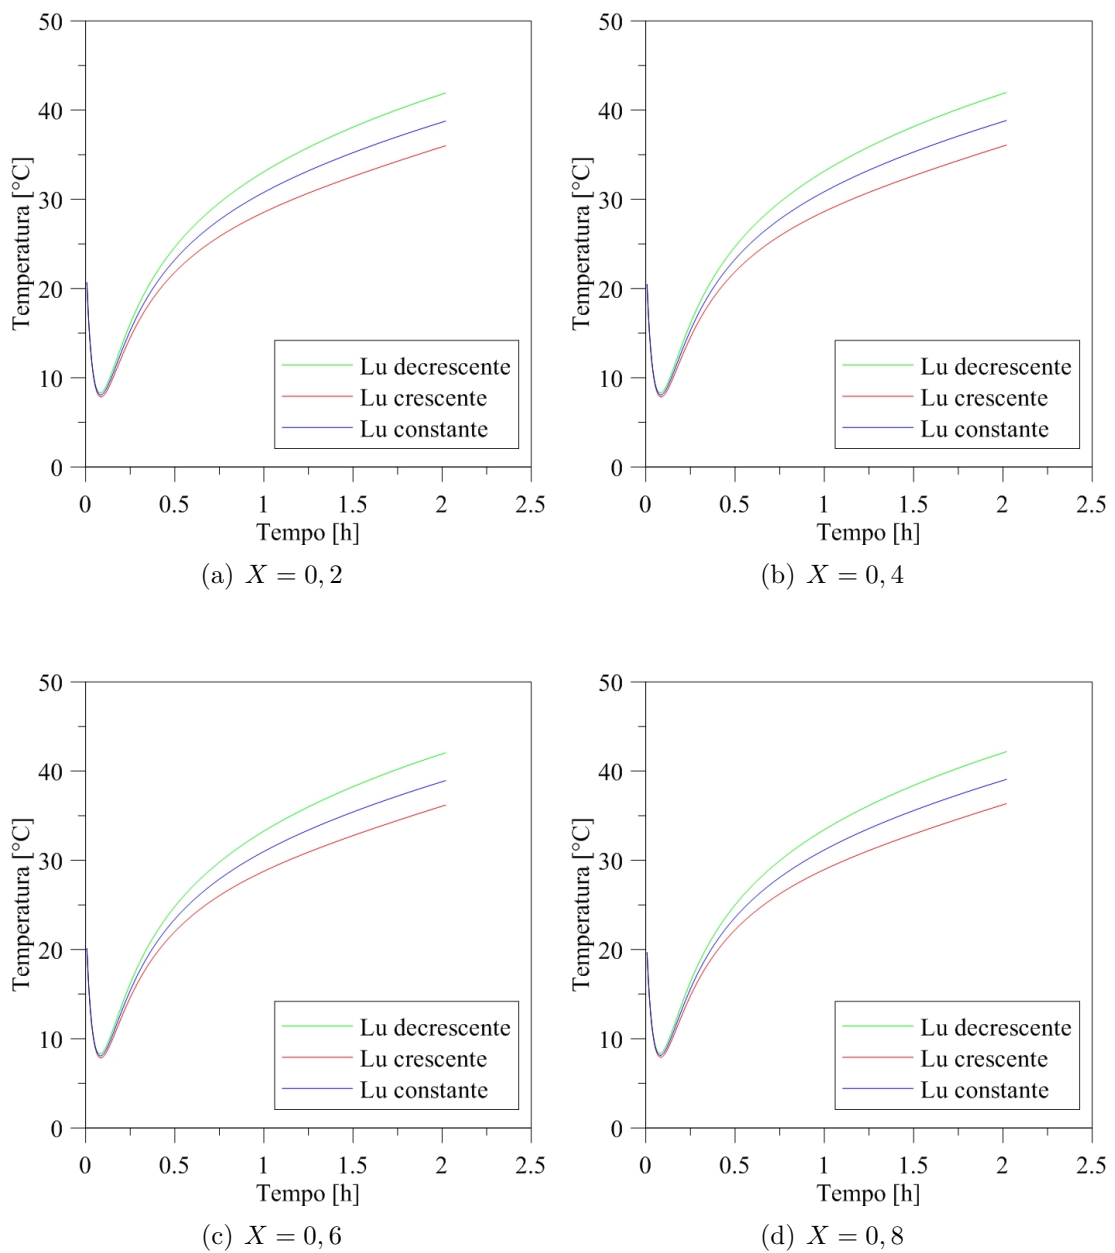 50
40
30
20
10
0
Temperatura [°C]
Lu decrescente
Lu crescente
Lu constante
0 0.5 1 1.5 2 2.5
Tempo [h]
(a) X = 0, 2
50
40
30
20
10
0
Temperatura [°C]
Lu decrescente
Lu crescente
Lu constante
0 0.5 1 1.5 2 2.5
Tempo [h]
(b) X = 0, 4
50
40
30
20
10
0
Temperatura [°C]
Lu decrescente
Lu crescente
Lu constante
0 0.5 1 1.5 2 2.5
Tempo [h]
(c) X = 0, 6
50
40
30
20
10
0
Temperatura [°C]
Lu decrescente
Lu crescente
Lu constante
0 0.5 1 1.5 2 2.5
Tempo [h]
(d) X = 0, 8